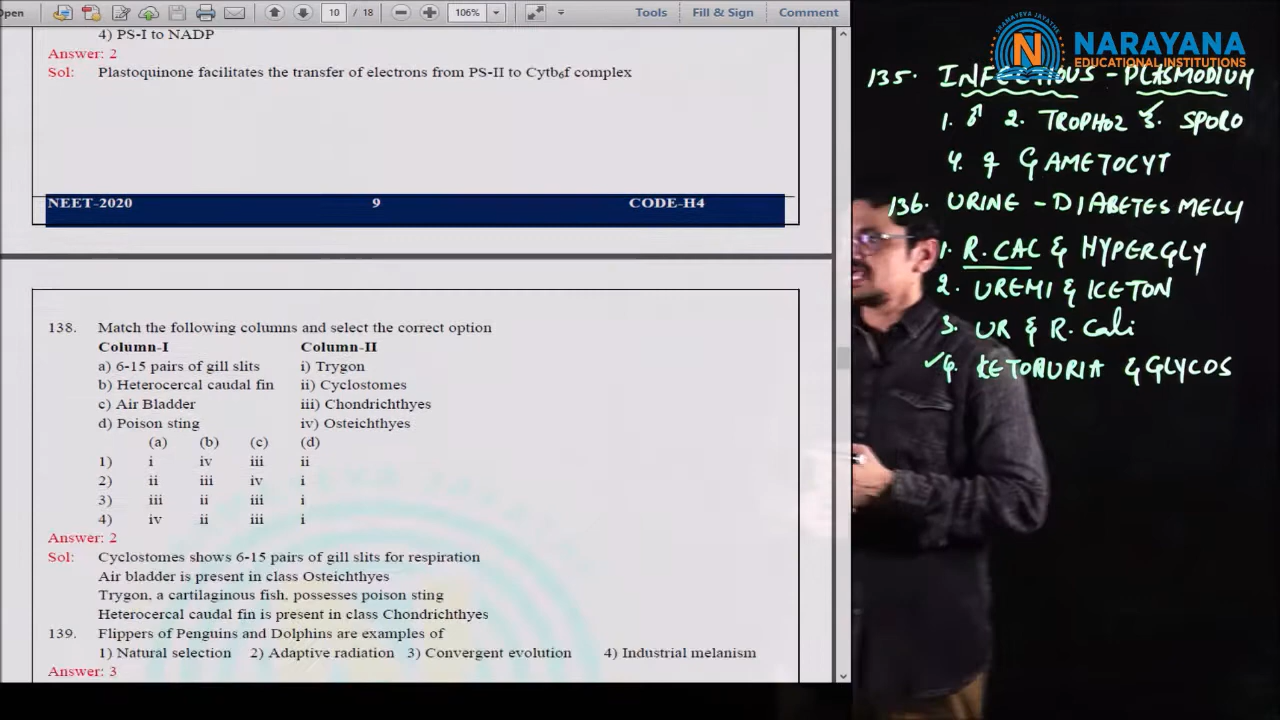 Open
10 / 18
106%
Tools
Fill & Sign
Comment
4) PS-I to NADP
Answer: 2
Sol: Plastoquinone facilitates the transfer of electrons from PS-II to Cytb₆f complex
NEET-2020 9 CODE-H4
138. Match the following columns and select the correct option
Column-I Column-II
a) 6-15 pairs of gill slits i) Trygon
b) Heterocercal caudal fin ii) Cyclostomes
c) Air Bladder iii) Chondrichthyes
d) Poison sting iv) Osteichthyes
(a) (b) (c) (d)
1) i iv iii ii
2) ii iii iv i
3) iii ii iii i
4) iv ii iii i
Answer: 2
Sol: Cyclostomes shows 6-15 pairs of gill slits for respiration
Air bladder is present in class Osteichthyes
Trygon, a cartilaginous fish, possesses poison sting
Heterocercal caudal fin is present in class Chondrichthyes
139. Flippers of Penguins and Dolphins are examples of
1) Natural selection 2) Adaptive radiation 3) Convergent evolution 4) Industrial melanism
Answer: 3
SRAMAYEVA JAYATHE
N
NARAYANA
EDUCATIONAL INSTITUTIONS
135. INFECTIOUS - PLASMODIUM
1. ♂ 2. TROPHOZ 3. SPORO
4. ♀ GAMETOCYT
136. URINE - DIABETES MELLY
1. R. CAL & HYPERGLY
2. UREMI & KETON
3. UR & R. Cali
4. KETONURIA & GLYCOS